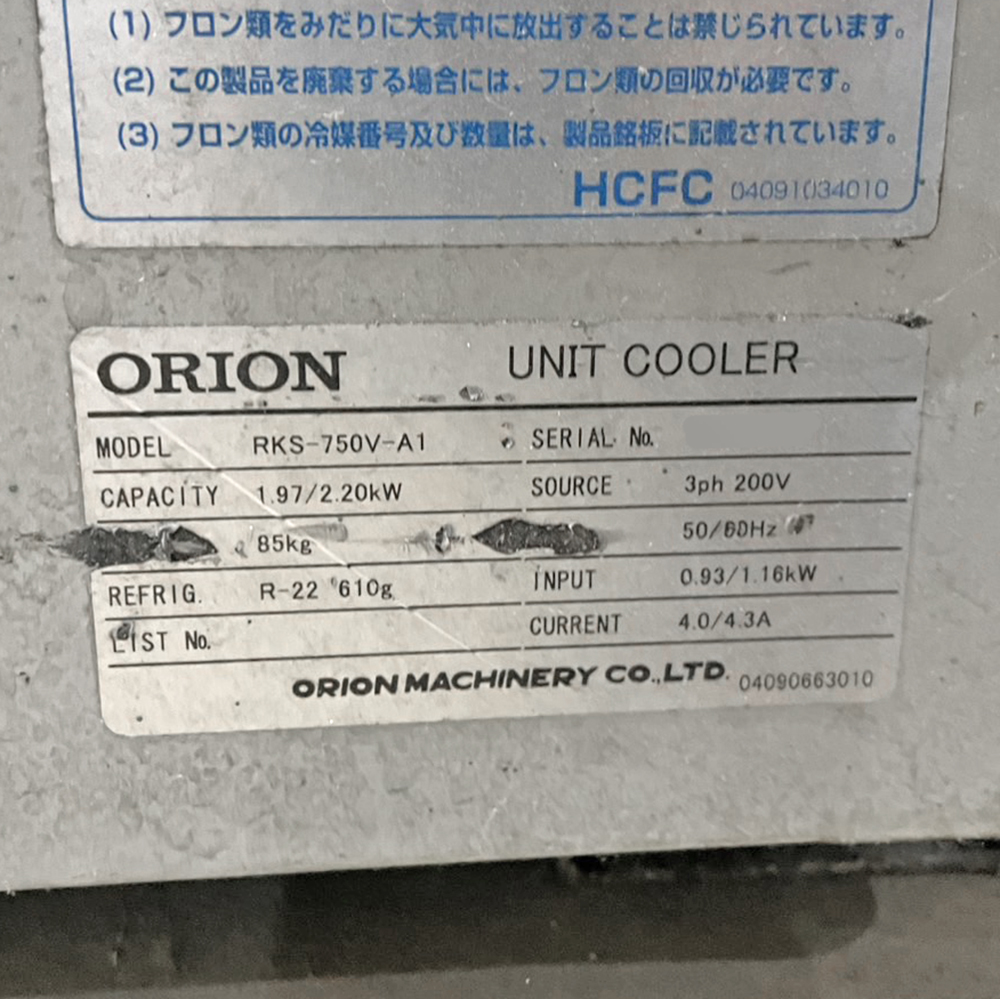 (1) フロン類をみだりに大気中に放出することは禁じられています。
(2) この製品を廃棄する場合には、フロン類の回収が必要です。
(3) フロン類の冷媒番号及び数量は、製品銘板に記載されています。
HCFC 04091034010
ORION UNIT COOLER
MODEL RKS-750V-A1 SERIAL No.
CAPACITY 1.97/2.20kW SOURCE 3ph 200V
85kg 50/60Hz
REFRIG. R-22 610g INPUT 0.93/1.16kW
LIST No. CURRENT 4.0/4.3A
ORION MACHINERY CO.,LTD. 04090663010